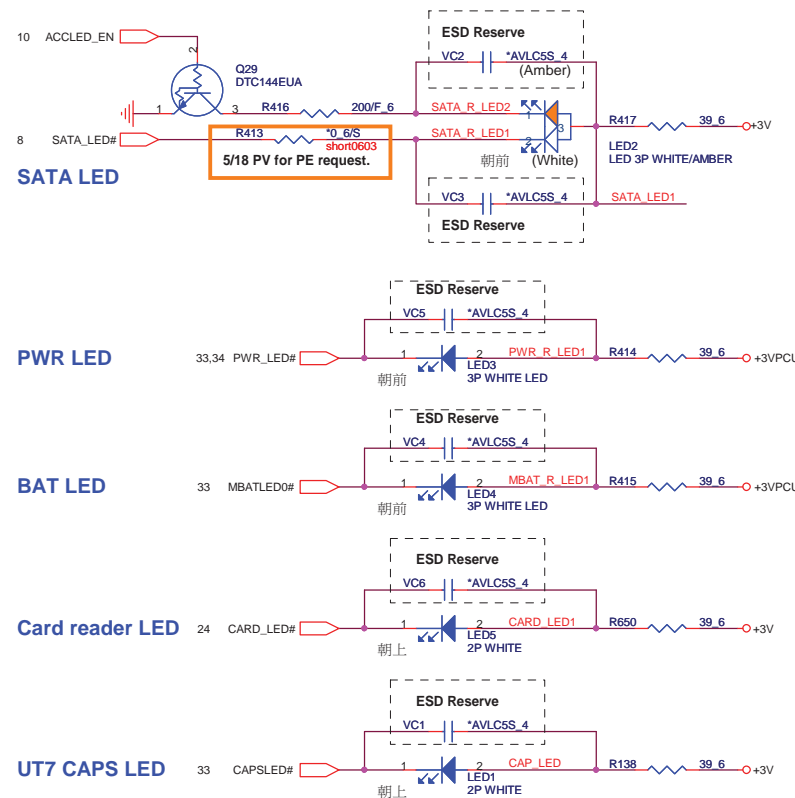 ESD Reserve
10 ACCLED_EN
2
VC2 *AVLC5S_4
(Amber)
Q29
DTC144EUA
1 3 R416 200/F_6 SATA_R_LED2 1
3 R417 39_6 +3V
8 SATA_LED# R413 *0_6/S SATA_R_LED1 2
short0603
5/18 PV for PE request.
朝前 (White)
LED2
LED 3P WHITE/AMBER
SATA LED
VC3 *AVLC5S_4 SATA_LED1
ESD Reserve
ESD Reserve
VC5 *AVLC5S_4
PWR LED 33,34 PWR_LED# 1 2 PWR_R_LED1 R414 39_6 +3VPCU
LED3
朝前 3P WHITE LED
ESD Reserve
VC4 *AVLC5S_4
BAT LED 33 MBATLED0# 1 2 MBAT_R_LED1 R415 39_6 +3VPCU
LED4
朝前 3P WHITE LED
ESD Reserve
VC6 *AVLC5S_4
Card reader LED 24 CARD_LED# 1 2 CARD_LED1 R650 39_6 +3V
LED5
朝上 2P WHITE
ESD Reserve
VC1 *AVLC5S_4
UT7 CAPS LED 33 CAPSLED# 1 2 CAP_LED R138 39_6 +3V
LED1
朝上 2P WHITE